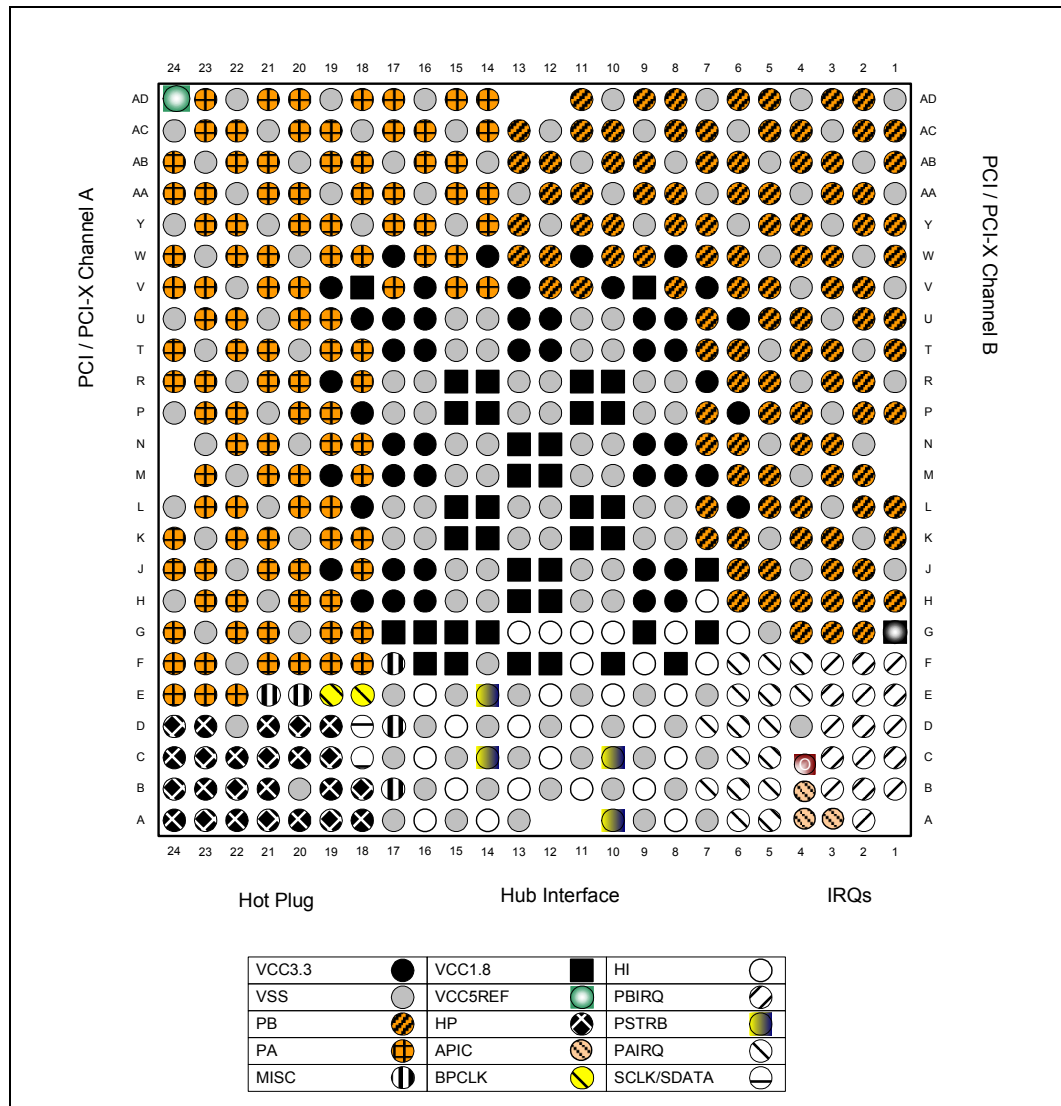 24 23 22 21 20 19 18 17 16 15 14 13 12 11 10 9 8 7 6 5 4 3 2 1
AD AD
AC AC
AB AB
AA AA
Y Y
W W
V V
U U
T T
R R
P P
N N
M M
L L
K K
J J
H H
G G
F F
E E
D D
C O C
B B
A A
24 23 22 21 20 19 18 17 16 15 14 13 12 11 10 9 8 7 6 5 4 3 2 1
PCI / PCI-X Channel A
PCI / PCI-X Channel B
Hot Plug Hub Interface IRQs
VCC3.3 VCC1.8 HI
VSS VCC5REF PBIRQ
PB HP PSTRB
PA APIC PAIRQ
MISC BPCLK SCLK/SDATA